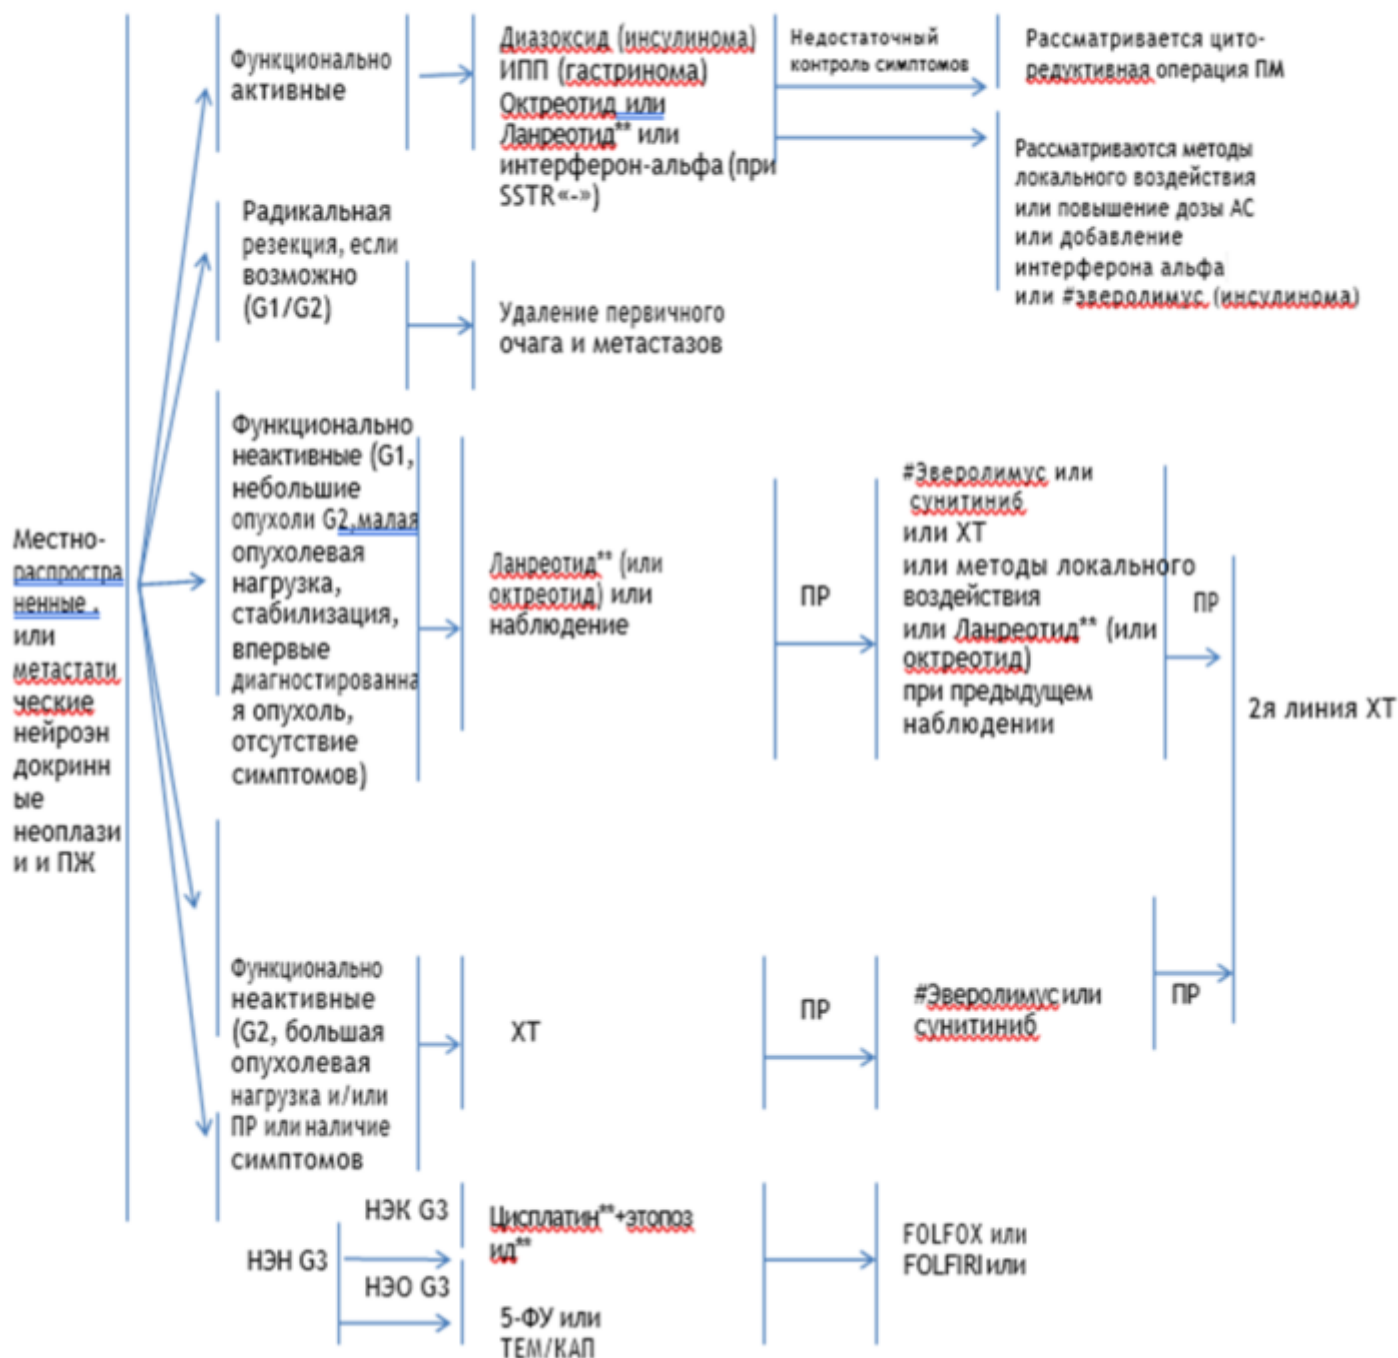 Местно-
распростра
ненные .
или
метастати
ческие
нейроэн
докринн
ые
неоплази
и и ПЖ
Функционально
активные
Диазоксид (инсулинома)
ИПП (гастринома)
Октреотид или
Ланреотид** или
интерферон-альфа (при
SSTR«-»)
Недостаточный
контроль симптомов
Рассматривается цито-
редуктивная операция ПМ
Рассматриваются методы
локального воздействия
или повышение дозы АС
или добавление
интерферона альфа
или #эверолимус (инсулинома)
Радикальная
резекция, если
возможно
(G1/G2)
Удаление первичного
очага и метастазов
Функционально
неактивные (G1,
небольшие
опухоли G2,малая
опухолевая
нагрузка,
стабилизация,
впервые
диагностированна
я опухоль,
отсутствие
симптомов)
Ланреотид** (или
октреотид) или
наблюдение
ПР
#Эверолимус или
сунитиниб
или ХТ
или методы локального
воздействия
или Ланреотид** (или
октреотид)
при предыдущем
наблюдении
ПР
2я линия ХТ
Функционально
неактивные
(G2, большая
опухолевая
нагрузка и/или
ПР или наличие
симптомов
ХТ
ПР
#Эверолимус или
сунитиниб
ПР
НЭН G3
НЭК G3
Цисплатин**+этопоз
ид**
НЭО G3
5-ФУ или
ТЕМ/КАП
FOLFOX или
FOLFIRI или